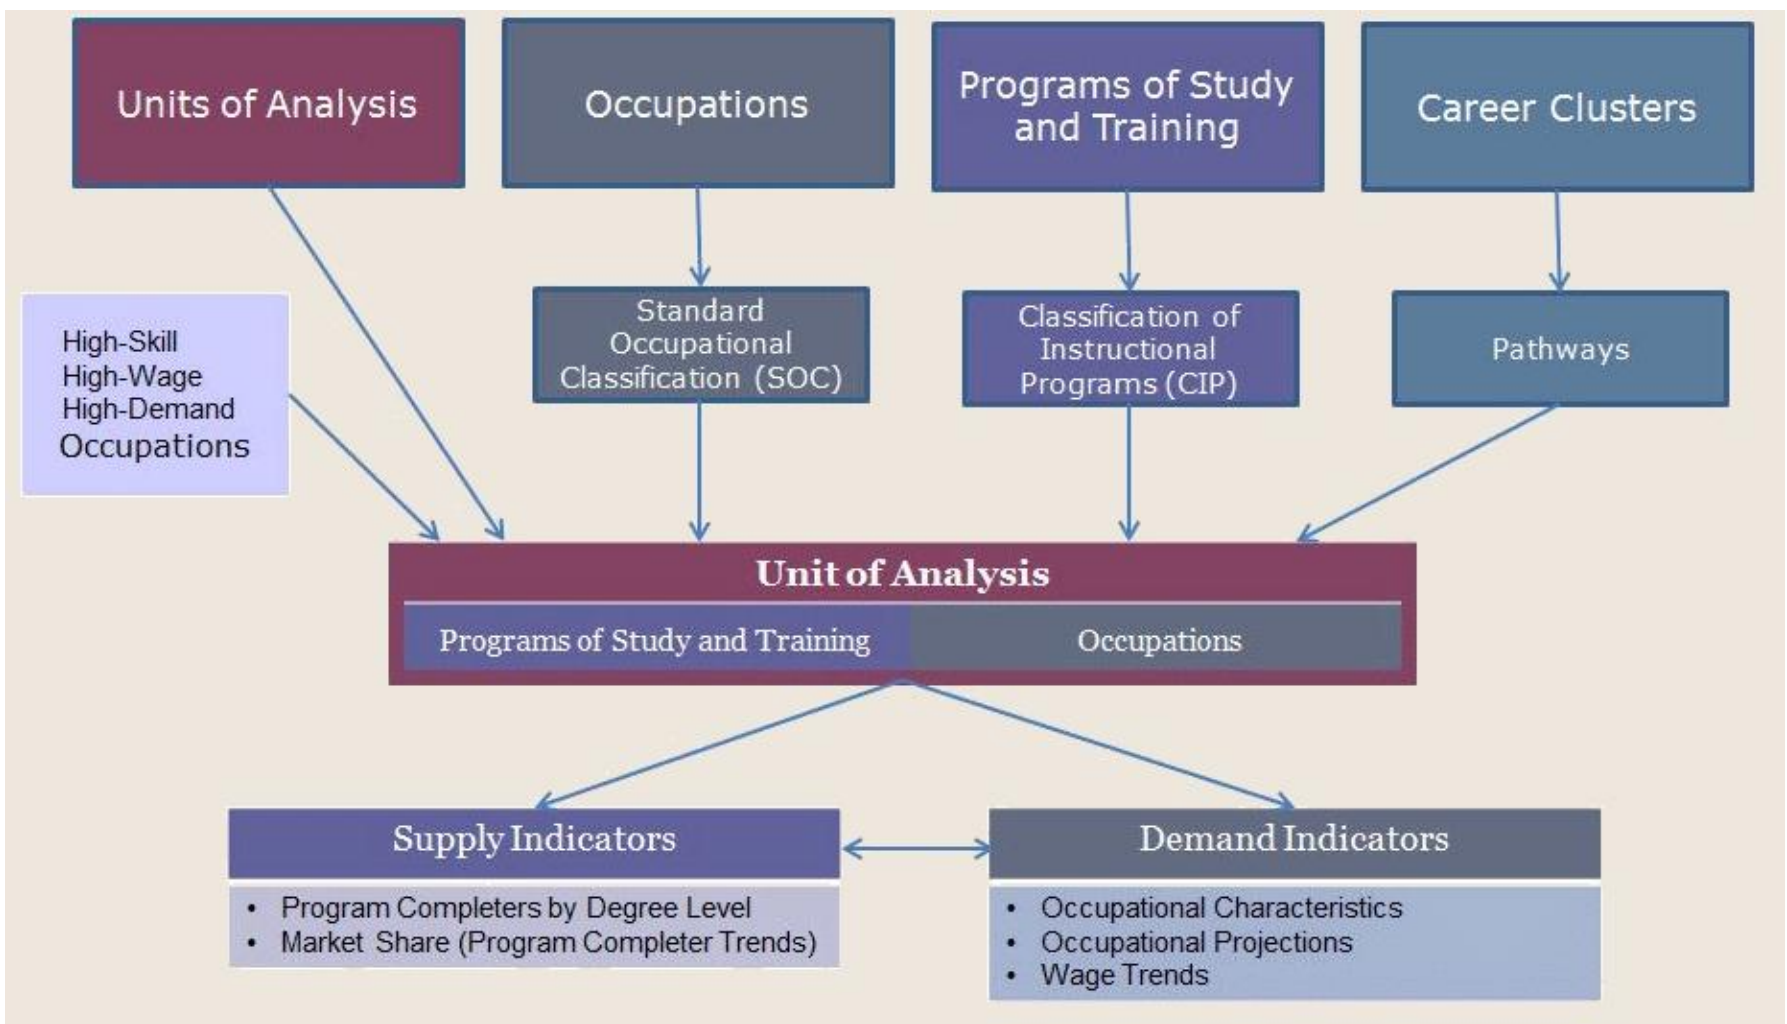 Units of Analysis
Occupations
Programs of Study
and Training
Career Clusters
High-Skill
High-Wage
High-Demand
Occupations
Standard
Occupational
Classification (SOC)
Classification of
Instructional
Programs (CIP)
Pathways
Unit of Analysis
Programs of Study and Training
Occupations
Supply Indicators
• Program Completers by Degree Level
• Market Share (Program Completer Trends)
Demand Indicators
• Occupational Characteristics
• Occupational Projections
• Wage Trends